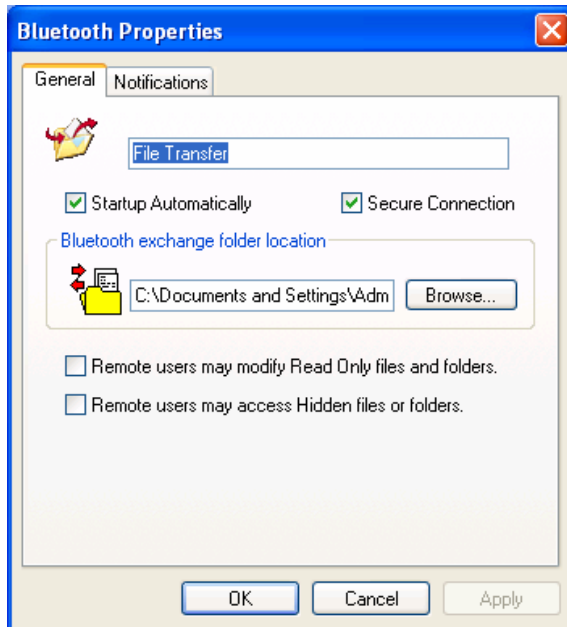 Bluetooth Properties
General Notifications
File Transfer
Startup Automatically Secure Connection
Bluetooth exchange folder location
C:\Documents and Settings\Adm Browse...
Remote users may modify Read Only files and folders.
Remote users may access Hidden files or folders.
OK Cancel Apply